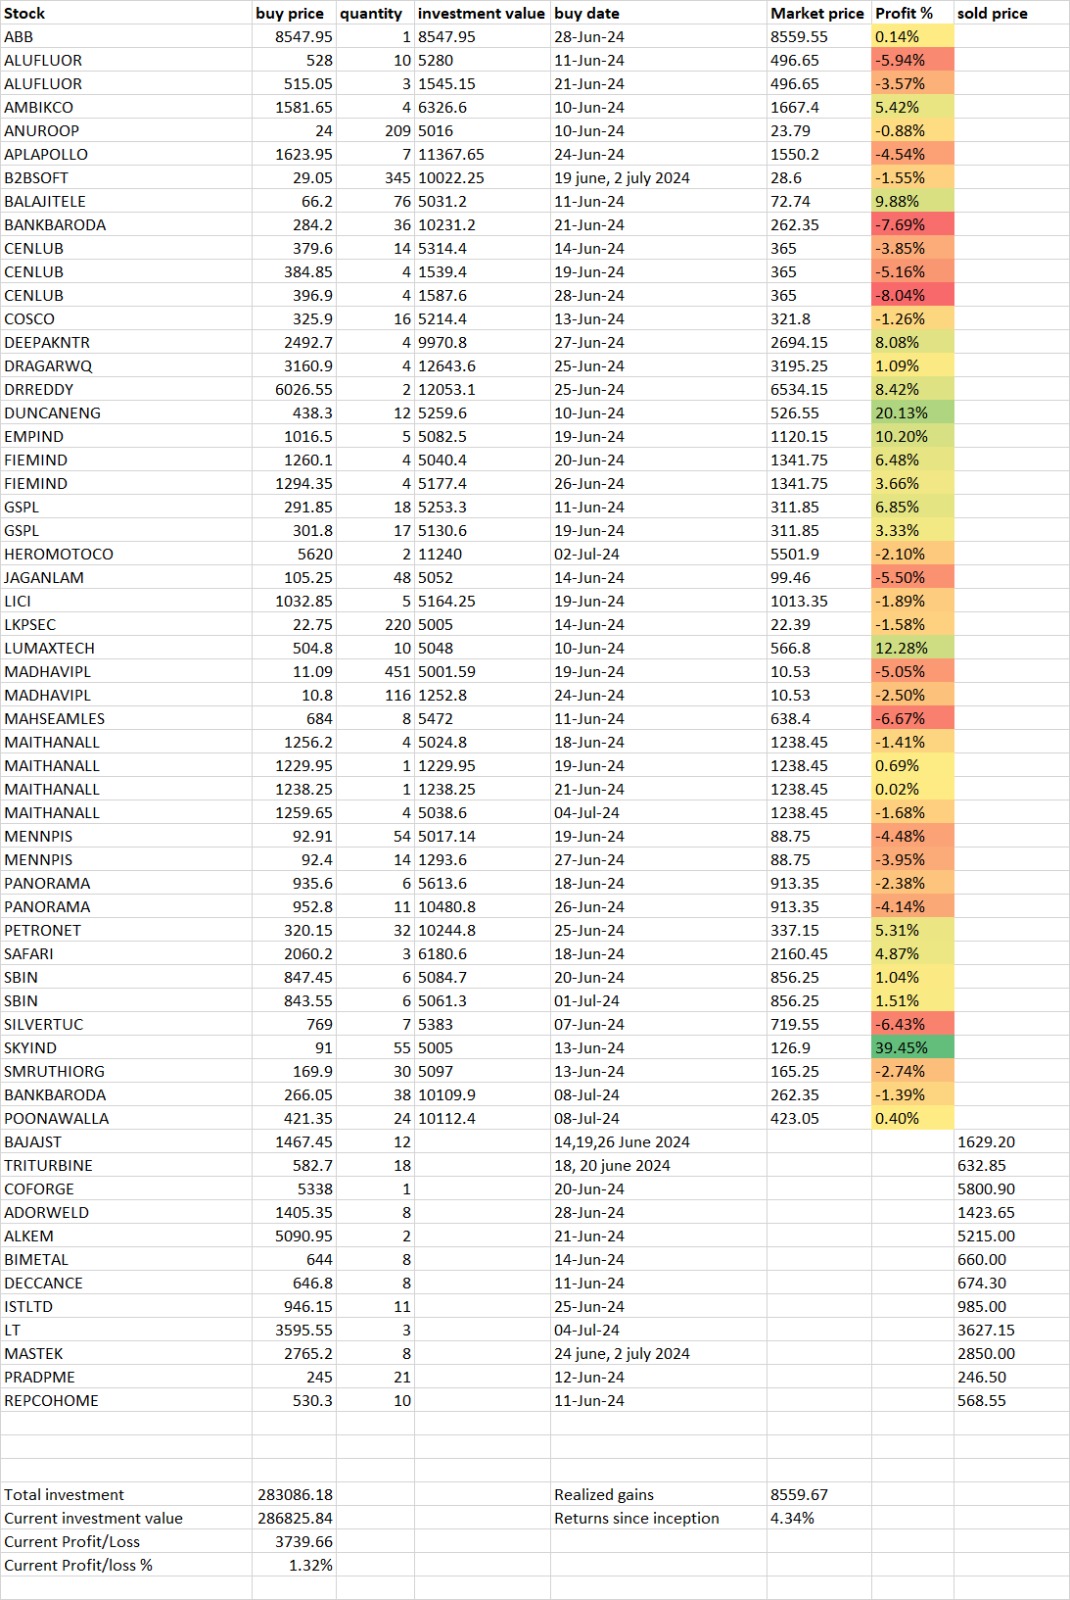 Stock buy price quantity investment value buy date Market price Profit % sold price
ABB 8547.95 1 8547.95 28-Jun-24 8559.55 0.14%
ALUFLUOR 528 10 5280 11-Jun-24 496.65 -5.94%
ALUFLUOR 515.05 3 1545.15 21-Jun-24 496.65 -3.57%
AMBIKCO 1581.65 4 6326.6 10-Jun-24 1667.4 5.42%
ANUROOP 24 209 5016 10-Jun-24 23.79 -0.88%
APLAPOLLO 1623.95 7 11367.65 24-Jun-24 1550.2 -4.54%
B2BSOFT 29.05 345 10022.25 19 june, 2 july 2024 28.6 -1.55%
BALAJITELE 66.2 76 5031.2 11-Jun-24 72.74 9.88%
BANKBARODA 284.2 36 10231.2 21-Jun-24 262.35 -7.69%
CENLUB 379.6 14 5314.4 14-Jun-24 365 -3.85%
CENLUB 384.85 4 1539.4 19-Jun-24 365 -5.16%
CENLUB 396.9 4 1587.6 28-Jun-24 365 -8.04%
COSCO 325.9 16 5214.4 13-Jun-24 321.8 -1.26%
DEEPAKNTR 2492.7 4 9970.8 27-Jun-24 2694.15 8.08%
DRAGARWQ 3160.9 4 12643.6 25-Jun-24 3195.25 1.09%
DRREDDY 6026.55 2 12053.1 25-Jun-24 6534.15 8.42%
DUNCANENG 438.3 12 5259.6 10-Jun-24 526.55 20.13%
EMPIND 1016.5 5 5082.5 19-Jun-24 1120.15 10.20%
FIEMIND 1260.1 4 5040.4 20-Jun-24 1341.75 6.48%
FIEMIND 1294.35 4 5177.4 26-Jun-24 1341.75 3.66%
GSPL 291.85 18 5253.3 11-Jun-24 311.85 6.85%
GSPL 301.8 17 5130.6 19-Jun-24 311.85 3.33%
HEROMOTOCO 5620 2 11240 02-Jul-24 5501.9 -2.10%
JAGANLAM 105.25 48 5052 14-Jun-24 99.46 -5.50%
LICI 1032.85 5 5164.25 19-Jun-24 1013.35 -1.89%
LKPSEC 22.75 220 5005 14-Jun-24 22.39 -1.58%
LUMAXTECH 504.8 10 5048 10-Jun-24 566.8 12.28%
MADHAVIPL 11.09 451 5001.59 19-Jun-24 10.53 -5.05%
MADHAVIPL 10.8 116 1252.8 24-Jun-24 10.53 -2.50%
MAHSEAMLES 684 8 5472 11-Jun-24 638.4 -6.67%
MAITHANALL 1256.2 4 5024.8 18-Jun-24 1238.45 -1.41%
MAITHANALL 1229.95 1 1229.95 19-Jun-24 1238.45 0.69%
MAITHANALL 1238.25 1 1238.25 21-Jun-24 1238.45 0.02%
MAITHANALL 1259.65 4 5038.6 04-Jul-24 1238.45 -1.68%
MENNPIS 92.91 54 5017.14 19-Jun-24 88.75 -4.48%
MENNPIS 92.4 14 1293.6 27-Jun-24 88.75 -3.95%
PANORAMA 935.6 6 5613.6 18-Jun-24 913.35 -2.38%
PANORAMA 952.8 11 10480.8 26-Jun-24 913.35 -4.14%
PETRONET 320.15 32 10244.8 25-Jun-24 337.15 5.31%
SAFARI 2060.2 3 6180.6 18-Jun-24 2160.45 4.87%
SBIN 847.45 6 5084.7 20-Jun-24 856.25 1.04%
SBIN 843.55 6 5061.3 01-Jul-24 856.25 1.51%
SILVERTUC 769 7 5383 07-Jun-24 719.55 -6.43%
SKYIND 91 55 5005 13-Jun-24 126.9 39.45%
SMRUTHIORG 169.9 30 5097 13-Jun-24 165.25 -2.74%
BANKBARODA 266.05 38 10109.9 08-Jul-24 262.35 -1.39%
POONAWALLA 421.35 24 10112.4 08-Jul-24 423.05 0.40%
BAJAJST 1467.45 12 14,19,26 June 2024 1629.20
TRITURBINE 582.7 18 18, 20 june 2024 632.85
COFORGE 5338 1 20-Jun-24 5800.90
ADORWELD 1405.35 8 28-Jun-24 1423.65
ALKEM 5090.95 2 21-Jun-24 5215.00
BIMETAL 644 8 14-Jun-24 660.00
DECCANCE 646.8 8 11-Jun-24 674.30
ISTLTD 946.15 11 25-Jun-24 985.00
LT 3595.55 3 04-Jul-24 3627.15
MASTEK 2765.2 8 24 june, 2 july 2024 2850.00
PRADPME 245 21 12-Jun-24 246.50
REPCOHOME 530.3 10 11-Jun-24 568.55
Total investment 283086.18 Realized gains 8559.67
Current investment value 286825.84 Returns since inception 4.34%
Current Profit/Loss 3739.66
Current Profit/loss % 1.32%